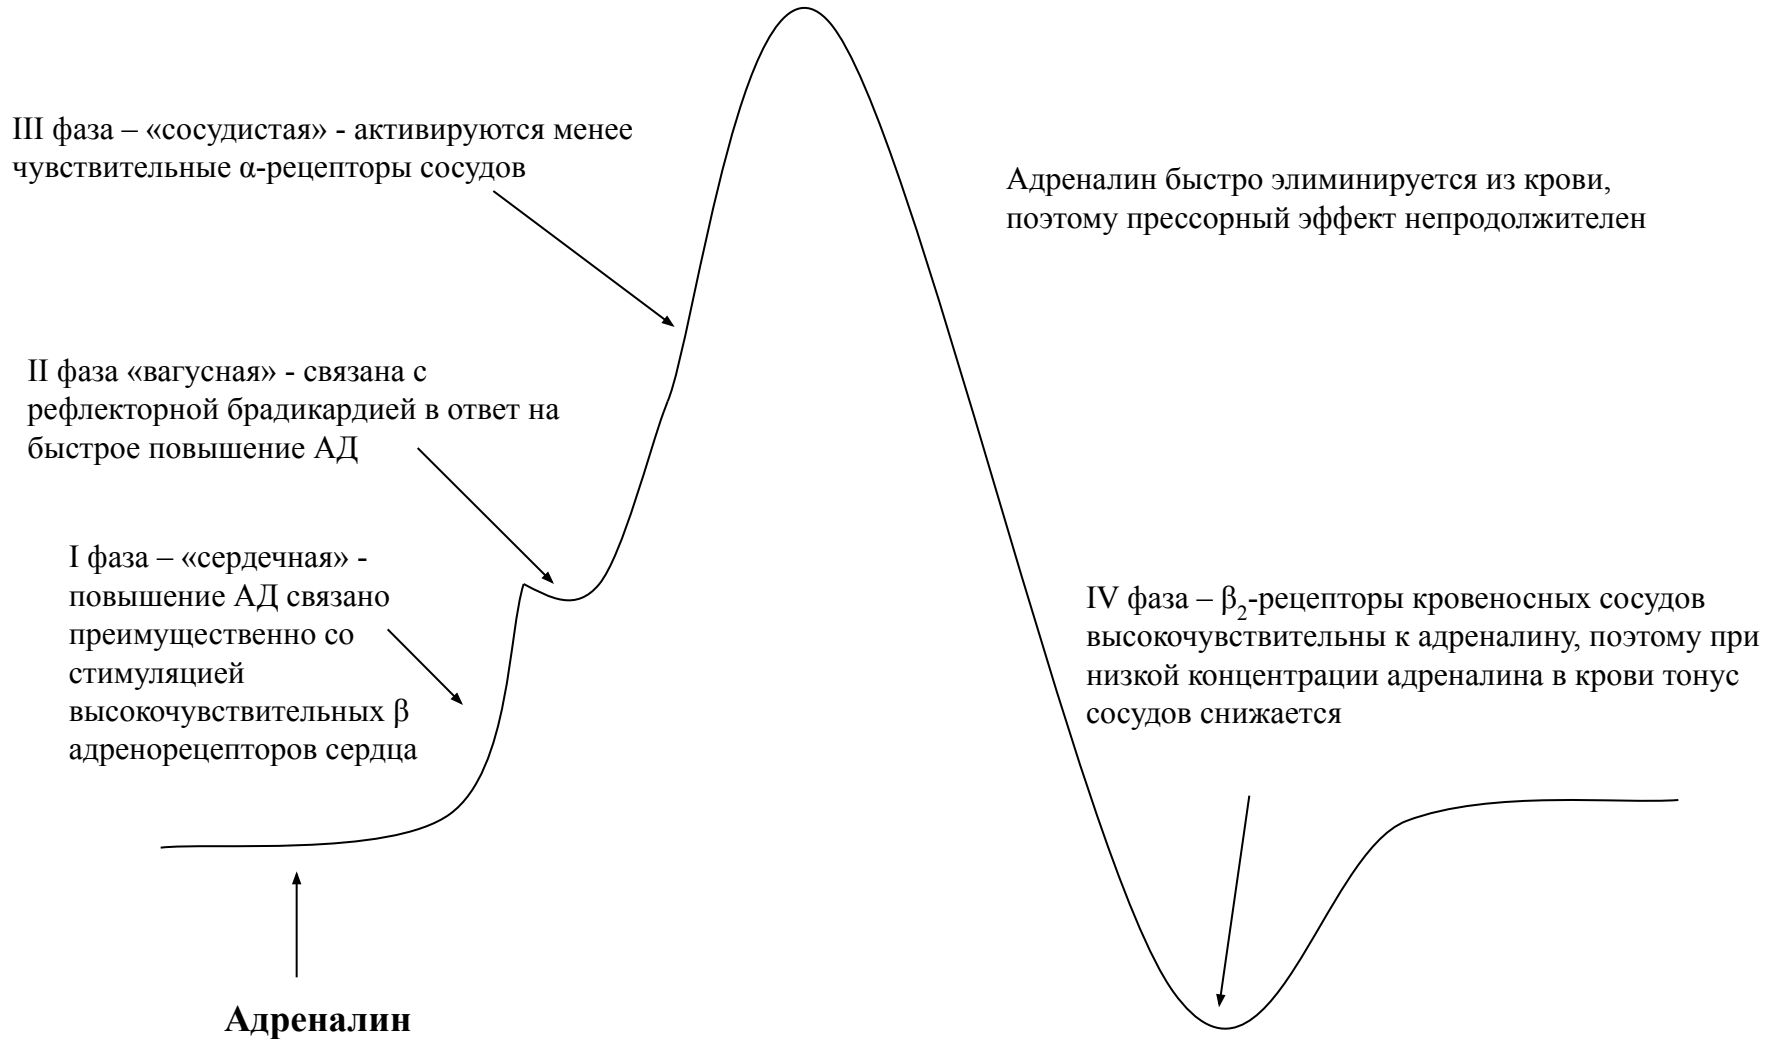 III фаза – «сосудистая» - активируются менее
чувствительные α-рецепторы сосудов
Адреналин быстро элиминируется из крови,
поэтому прессорный эффект непродолжителен
II фаза «вагусная» - связана с
рефлекторной брадикардией в ответ на
быстрое повышение АД
I фаза – «сердечная» -
повышение АД связано
преимущественно со
стимуляцией
высокочувствительных β
адренорецепторов сердца
IV фаза – β₂-рецепторы кровеносных сосудов
высокочувствительны к адреналину, поэтому при
низкой концентрации адреналина в крови тонус
сосудов снижается
Адреналин